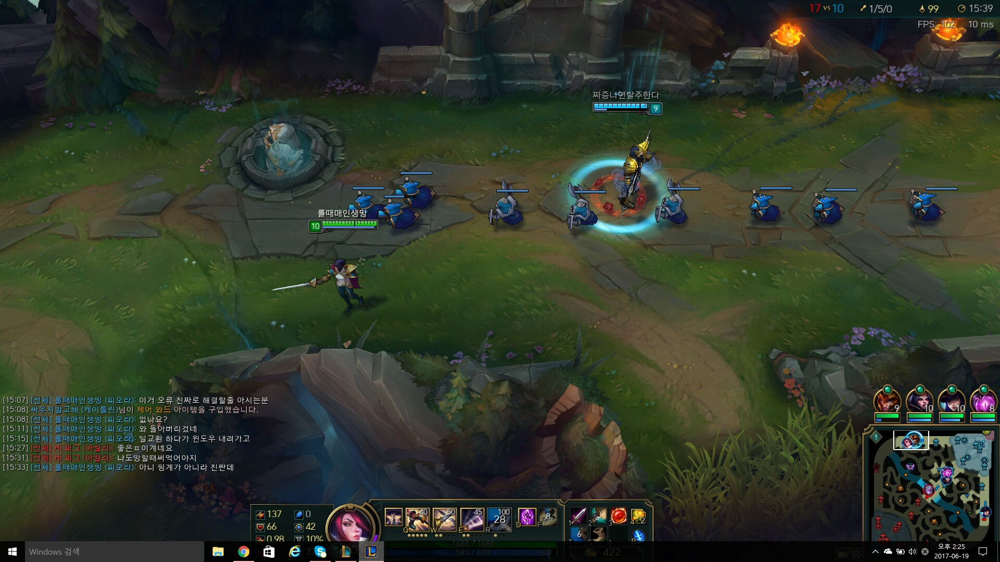 17 vs 10 1/5/0 99 15:39
FPS: 102 10 ms
짜증나면탈주한다
9
롤때매인생망
10
[15:07] [전체] 롤때매인생망 (피오라): 이거 오류 진짜로 해결할줄 아시는분
[15:08] 싸우지말고해 (케이틀린)님이 제어 와드 아이템을 구입했습니다.
[15:08] [전체] 롤때매인생망 (피오라): 없나요?
[15:11] [전체] 롤때매인생망 (피오라): 와 돌아버리겄네
[15:15] [전체] 롤때매인생망 (피오라): 딜교환 하다가 윈도우 내려가고
[15:27] [전체] Hi 퍼그 (아칼리): 좋은ㅍ이계네요
[15:31] [전체] Hi 퍼그 (아칼리): 나도망할때써먹어야지
[15:33] [전체] 롤때매인생망 (피오라): 아니 핑계가 아니라 진짠데
9 10 10 8
137 0
66 42
0.98 10%
40 50 45 100
28 8
Q W E R D F
1 2 3 4 2
6
1688 / 1688
583 / 609
422
Windows 검색
오후 2:25
2017-06-19